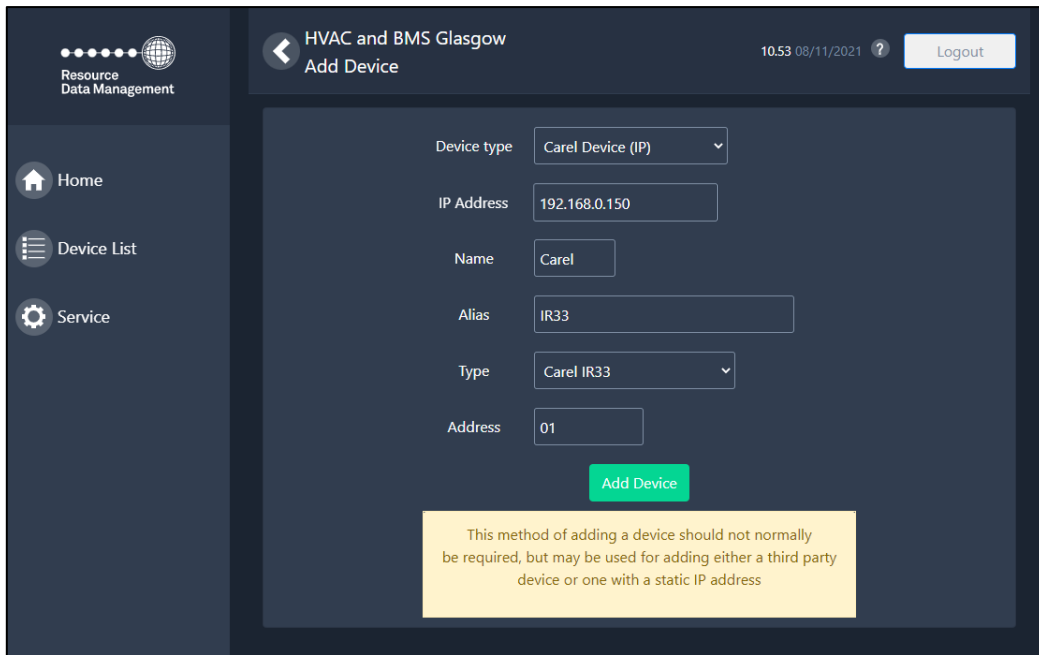 Resource
Data Management
HVAC and BMS Glasgow
Add Device
10.53 08/11/2021 ?
Logout
Home
Device List
Service
Device type Carel Device (IP)
IP Address 192.168.0.150
Name Carel
Alias IR33
Type Carel IR33
Address 01
Add Device
This method of adding a device should not normally
be required, but may be used for adding either a third party
device or one with a static IP address